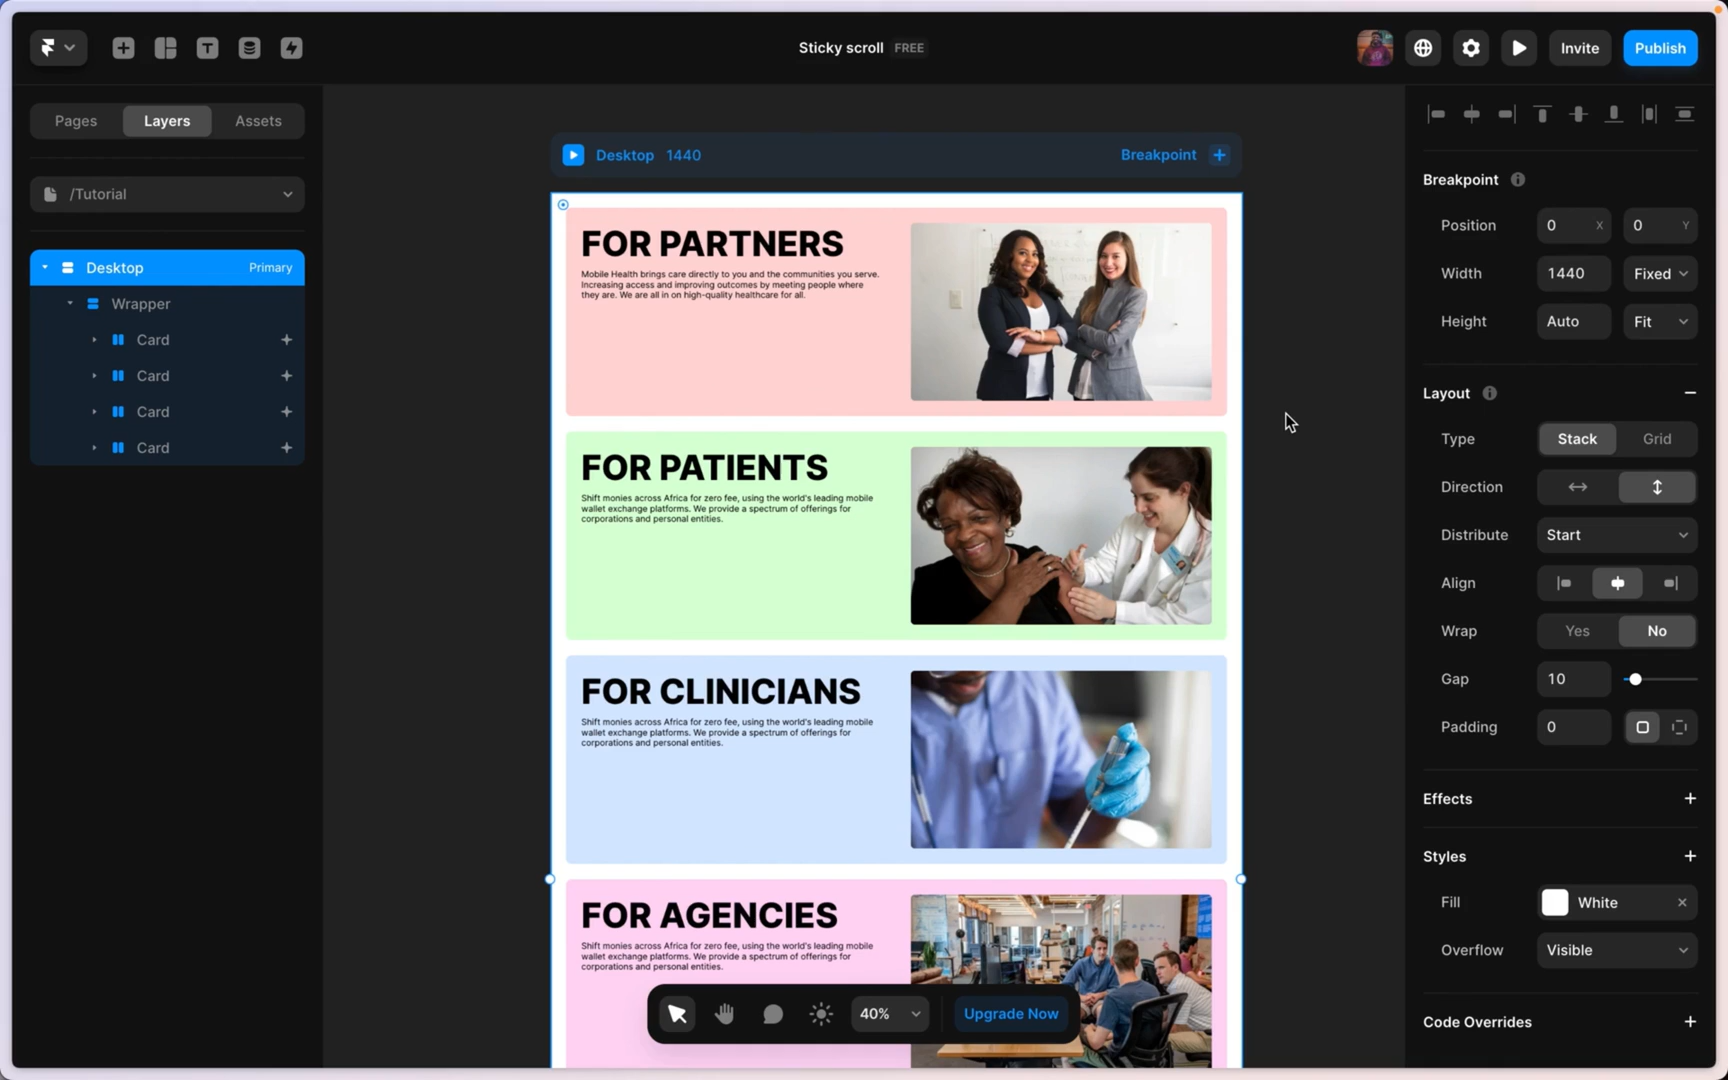 Sticky scroll FREE
Invite
Publish
Pages
Layers
Assets
/Tutorial
Desktop
Primary
Wrapper
Card
Card
Card
Card
Desktop 1440
Breakpoint
FOR PARTNERS
Mobile Health brings care directly to you and the communities you serve.
Increasing access and improving outcomes by meeting people where
they are. We are all in on high-quality healthcare for all.
FOR PATIENTS
Shift monies across Africa for zero fee, using the world's leading mobile
wallet exchange platforms. We provide a spectrum of offerings for
corporations and personal entities.
FOR CLINICIANS
Shift monies across Africa for zero fee, using the world's leading mobile
wallet exchange platforms. We provide a spectrum of offerings for
corporations and personal entities.
FOR AGENCIES
Shift monies across Africa for zero fee, using the world's leading mobile
wallet exchange platforms. We provide a spectrum of offerings for
corporations and personal entities.
40%
Upgrade Now
Breakpoint
Position 0 X 0 Y
Width 1440 Fixed
Height Auto Fit
Layout
Type Stack Grid
Direction
Distribute Start
Align
Wrap Yes No
Gap 10
Padding 0
Effects
Styles
Fill White
Overflow Visible
Code Overrides